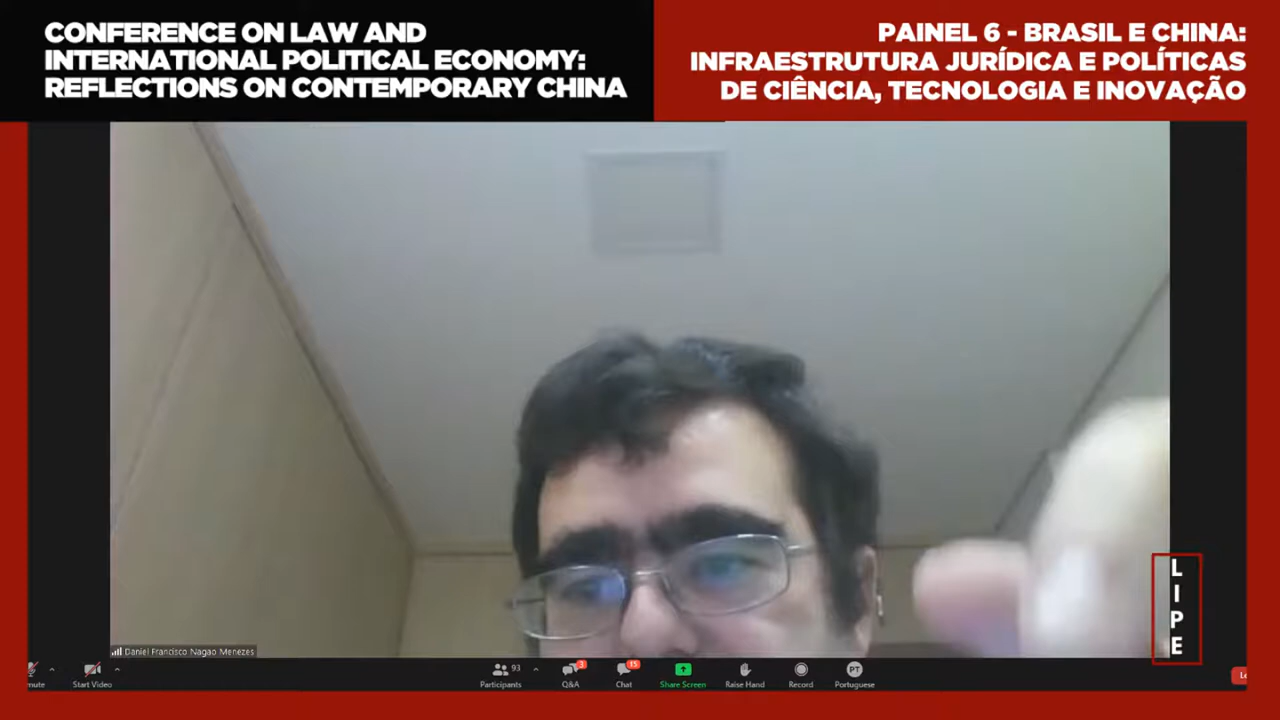 CONFERENCE ON LAW AND
INTERNATIONAL POLITICAL ECONOMY:
REFLECTIONS ON CONTEMPORARY CHINA
PAINEL 6 - BRASIL E CHINA:
INFRAESTRUTURA JURÍDICA E POLÍTICAS
DE CIÊNCIA, TECNOLOGIA E INOVAÇÃO
L
I
P
E
Daniel Francisco Nagao Menezes
93
3
15
PT
mute
Start Video
Participants
Q&A
Chat
Share Screen
Raise Hand
Record
Portuguese